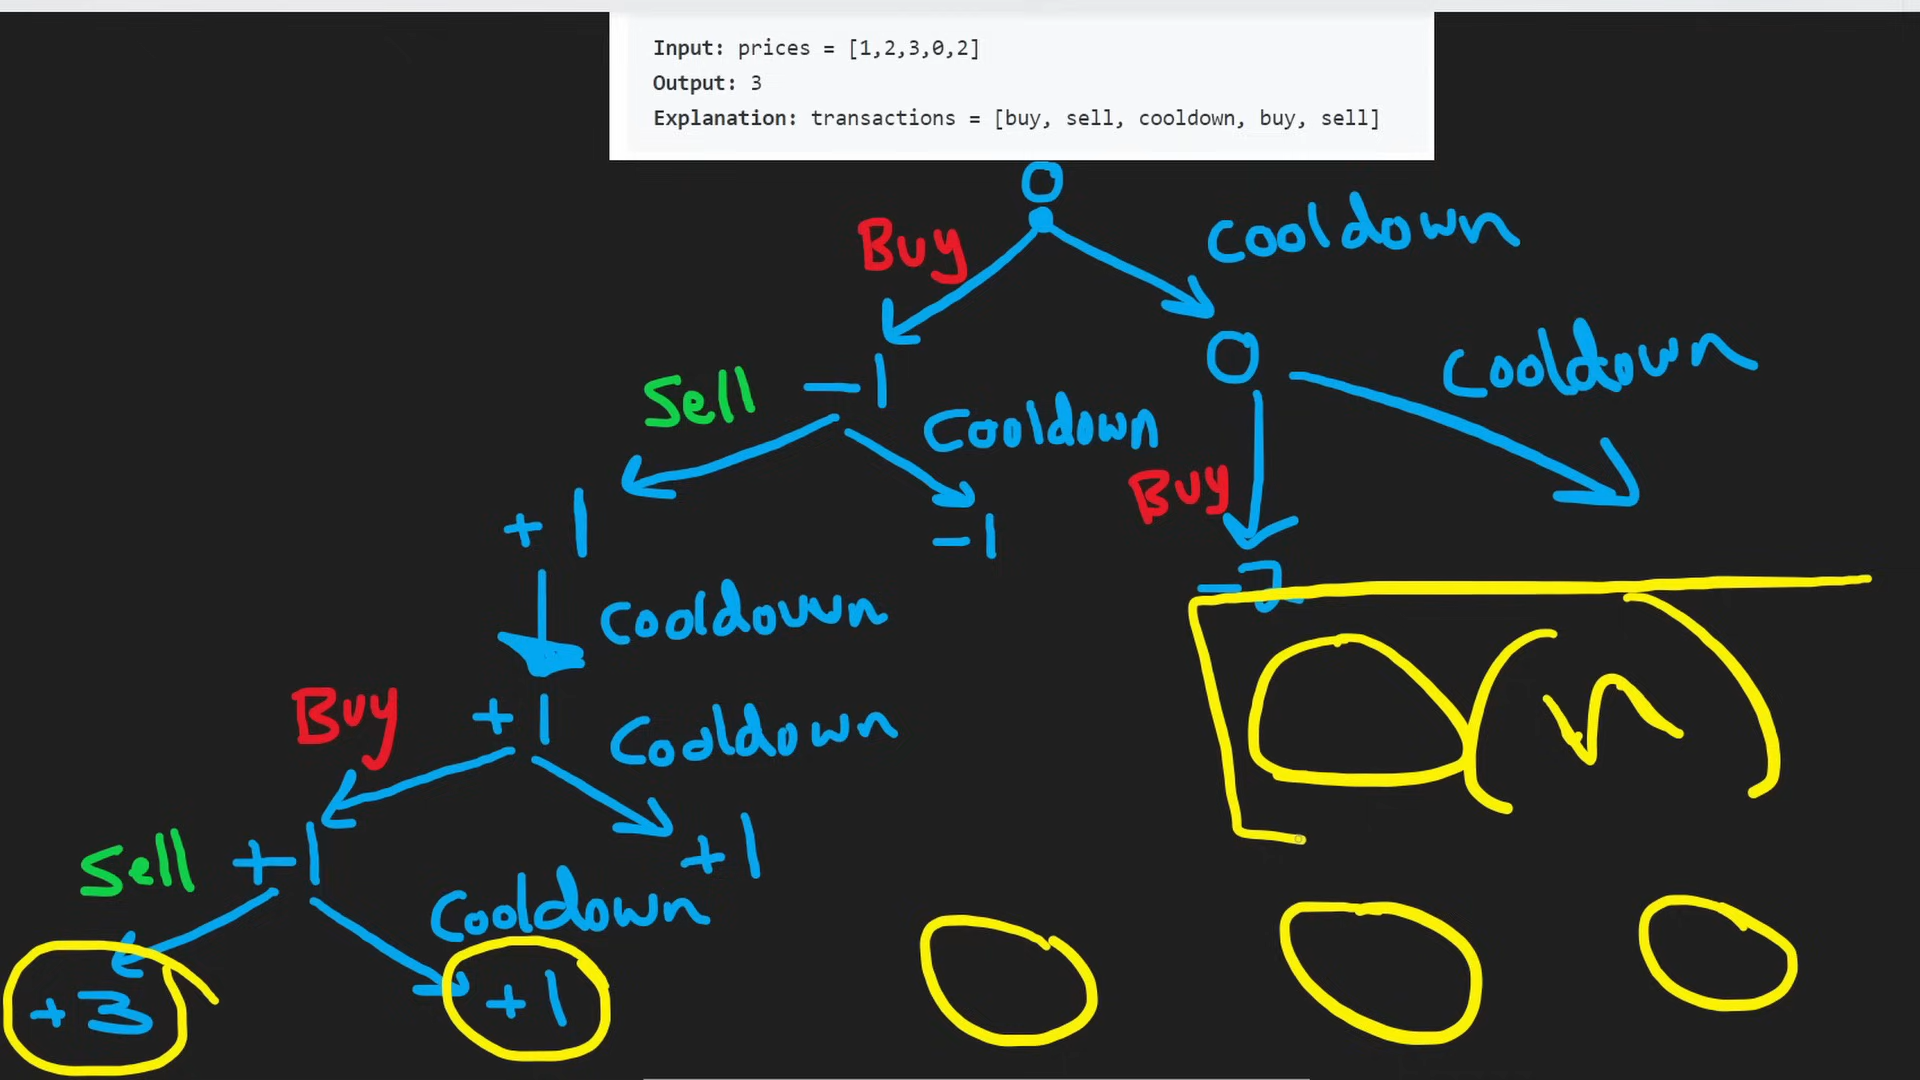 Input: prices = [1,2,3,0,2]
Output: 3
Explanation: transactions = [buy, sell, cooldown, buy, sell]
0
Buy
Cooldown
0
Cooldown
Sell
-1
Cooldown
Buy
+1
-1
-2
Cooldown
O(n)
Buy
+1
Cooldown
Sell
+1
+1
Cooldown
+3
+1